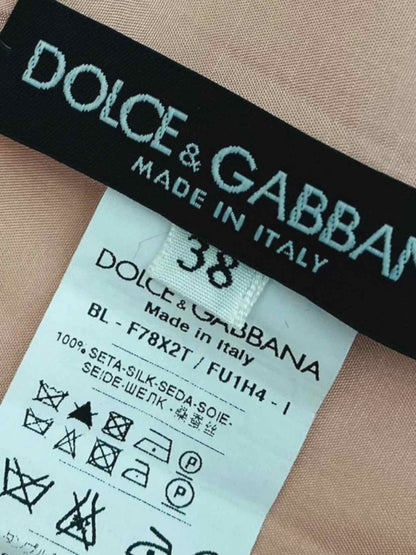 DOLCE & GABBAN
MADE IN ITALY
38
DOLCE & GABBANA
Made in Italy
BL - F78X2T / FU1H4 - I
100% SETA-SILK-SEDA-SOIE-
SEIDE-ШЕЛК -
P
P